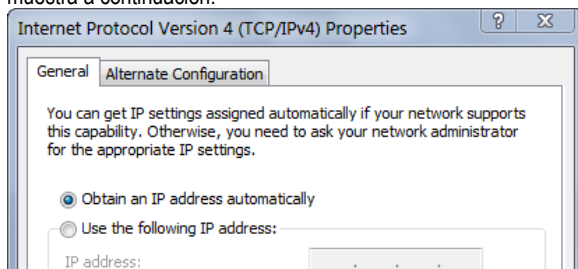 muestra a continuación.
Internet Protocol Version 4 (TCP/IPv4) Properties
General Alternate Configuration
You can get IP settings assigned automatically if your network supports
this capability. Otherwise, you need to ask your network administrator
for the appropriate IP settings.
Obtain an IP address automatically
Use the following IP address:
IP address: